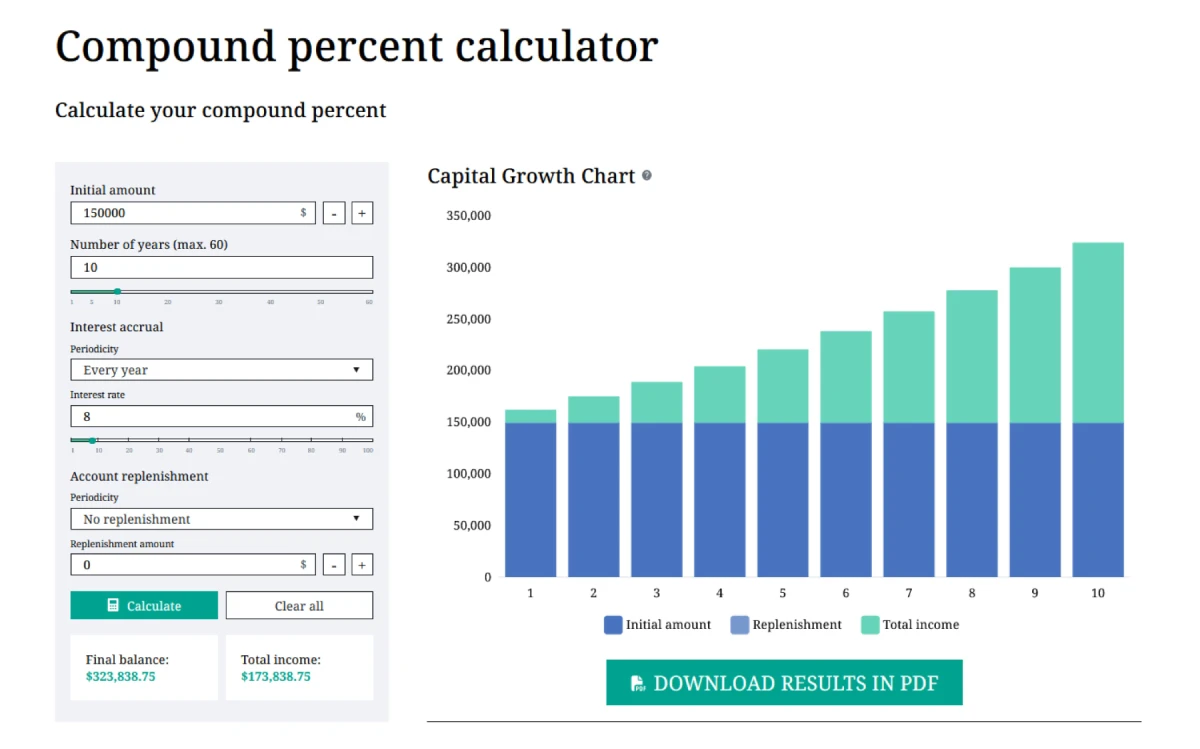 Compound percent calculator
Calculate your compound percent
Initial amount
150000 $ - +
Number of years (max. 60)
10
1 5 10 20 30 40 50 60
Interest accrual
Periodicity
Every year
Interest rate
8 %
1 10 20 30 40 50 60 70 80 90 100
Account replenishment
Periodicity
No replenishment
Replenishment amount
0 $ - +
Calculate Clear all
Final balance: Total income:
$323,838.75 $173,838.75
Capital Growth Chart ?
350,000
300,000
250,000
200,000
150,000
100,000
50,000
0
1 2 3 4 5 6 7 8 9 10
Initial amount Replenishment Total income
PDF DOWNLOAD RESULTS IN PDF